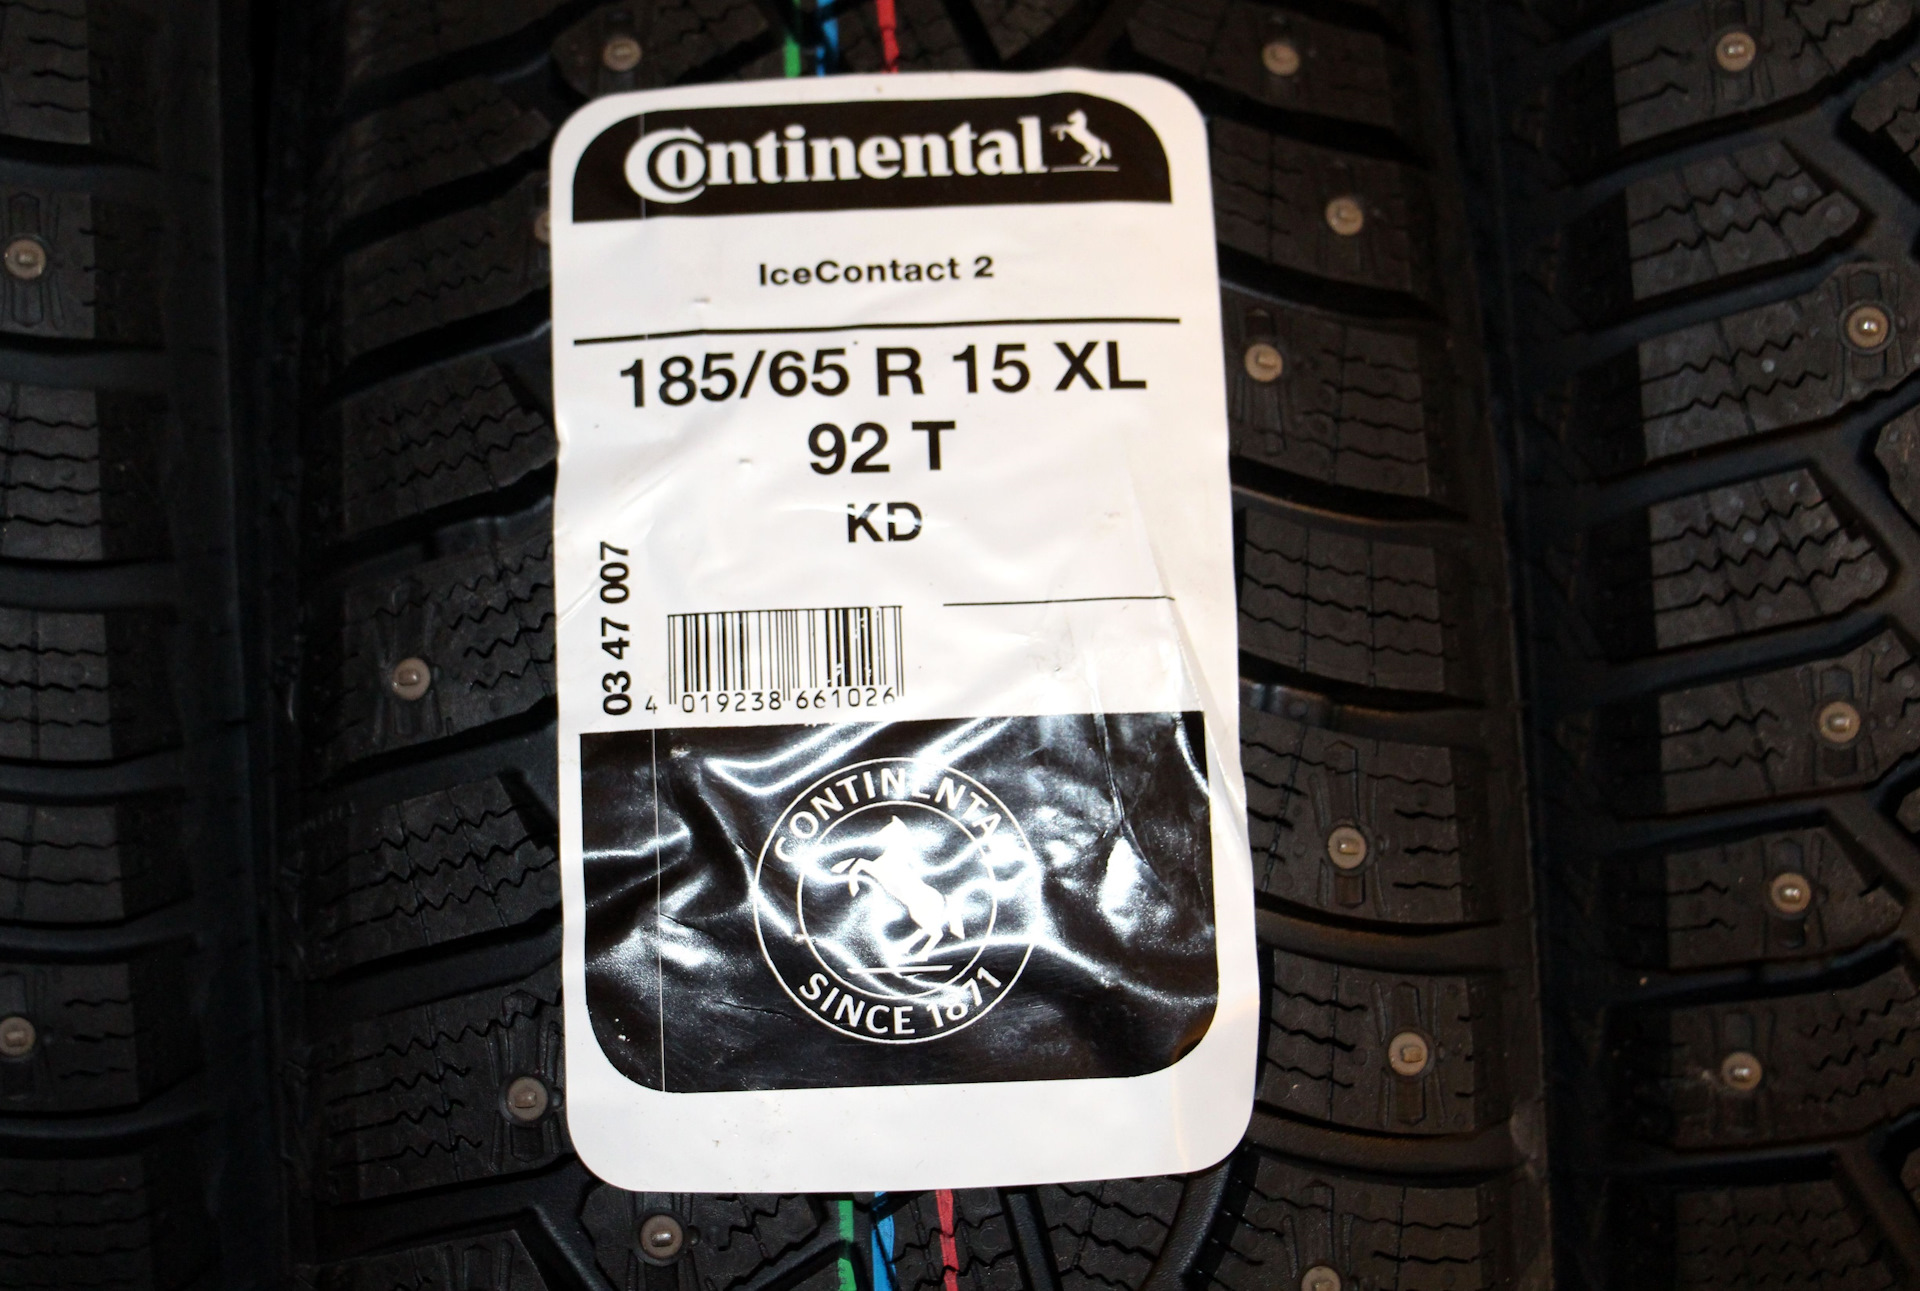 Continental
IceContact 2
185/65 R 15 XL
92 T
KD
03 47 007
4 019238 661026
CONTINENTAL
SINCE 1871